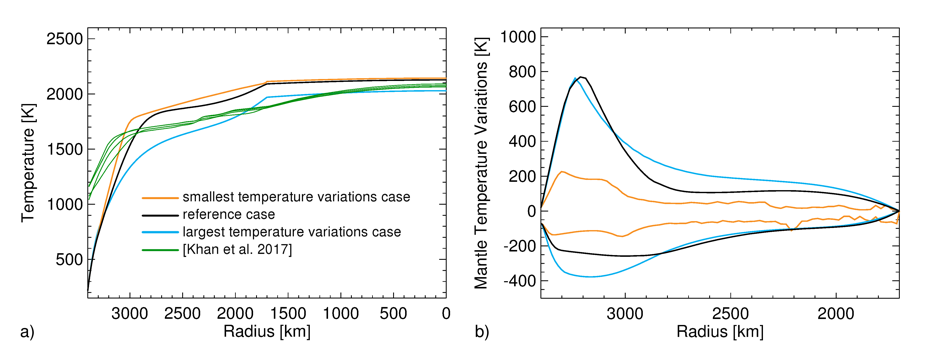 2500
2000
1500
1000
500
Temperature [K]
smallest temperature variations case
reference case
largest temperature variations case
[Khan et al. 2017]
3000 2500 2000 1500 1000 500 0
Radius [km]
a)
1000
800
600
400
200
0
-200
-400
Mantle Temperature Variations [K]
3000 2500 2000
Radius [km]
b)